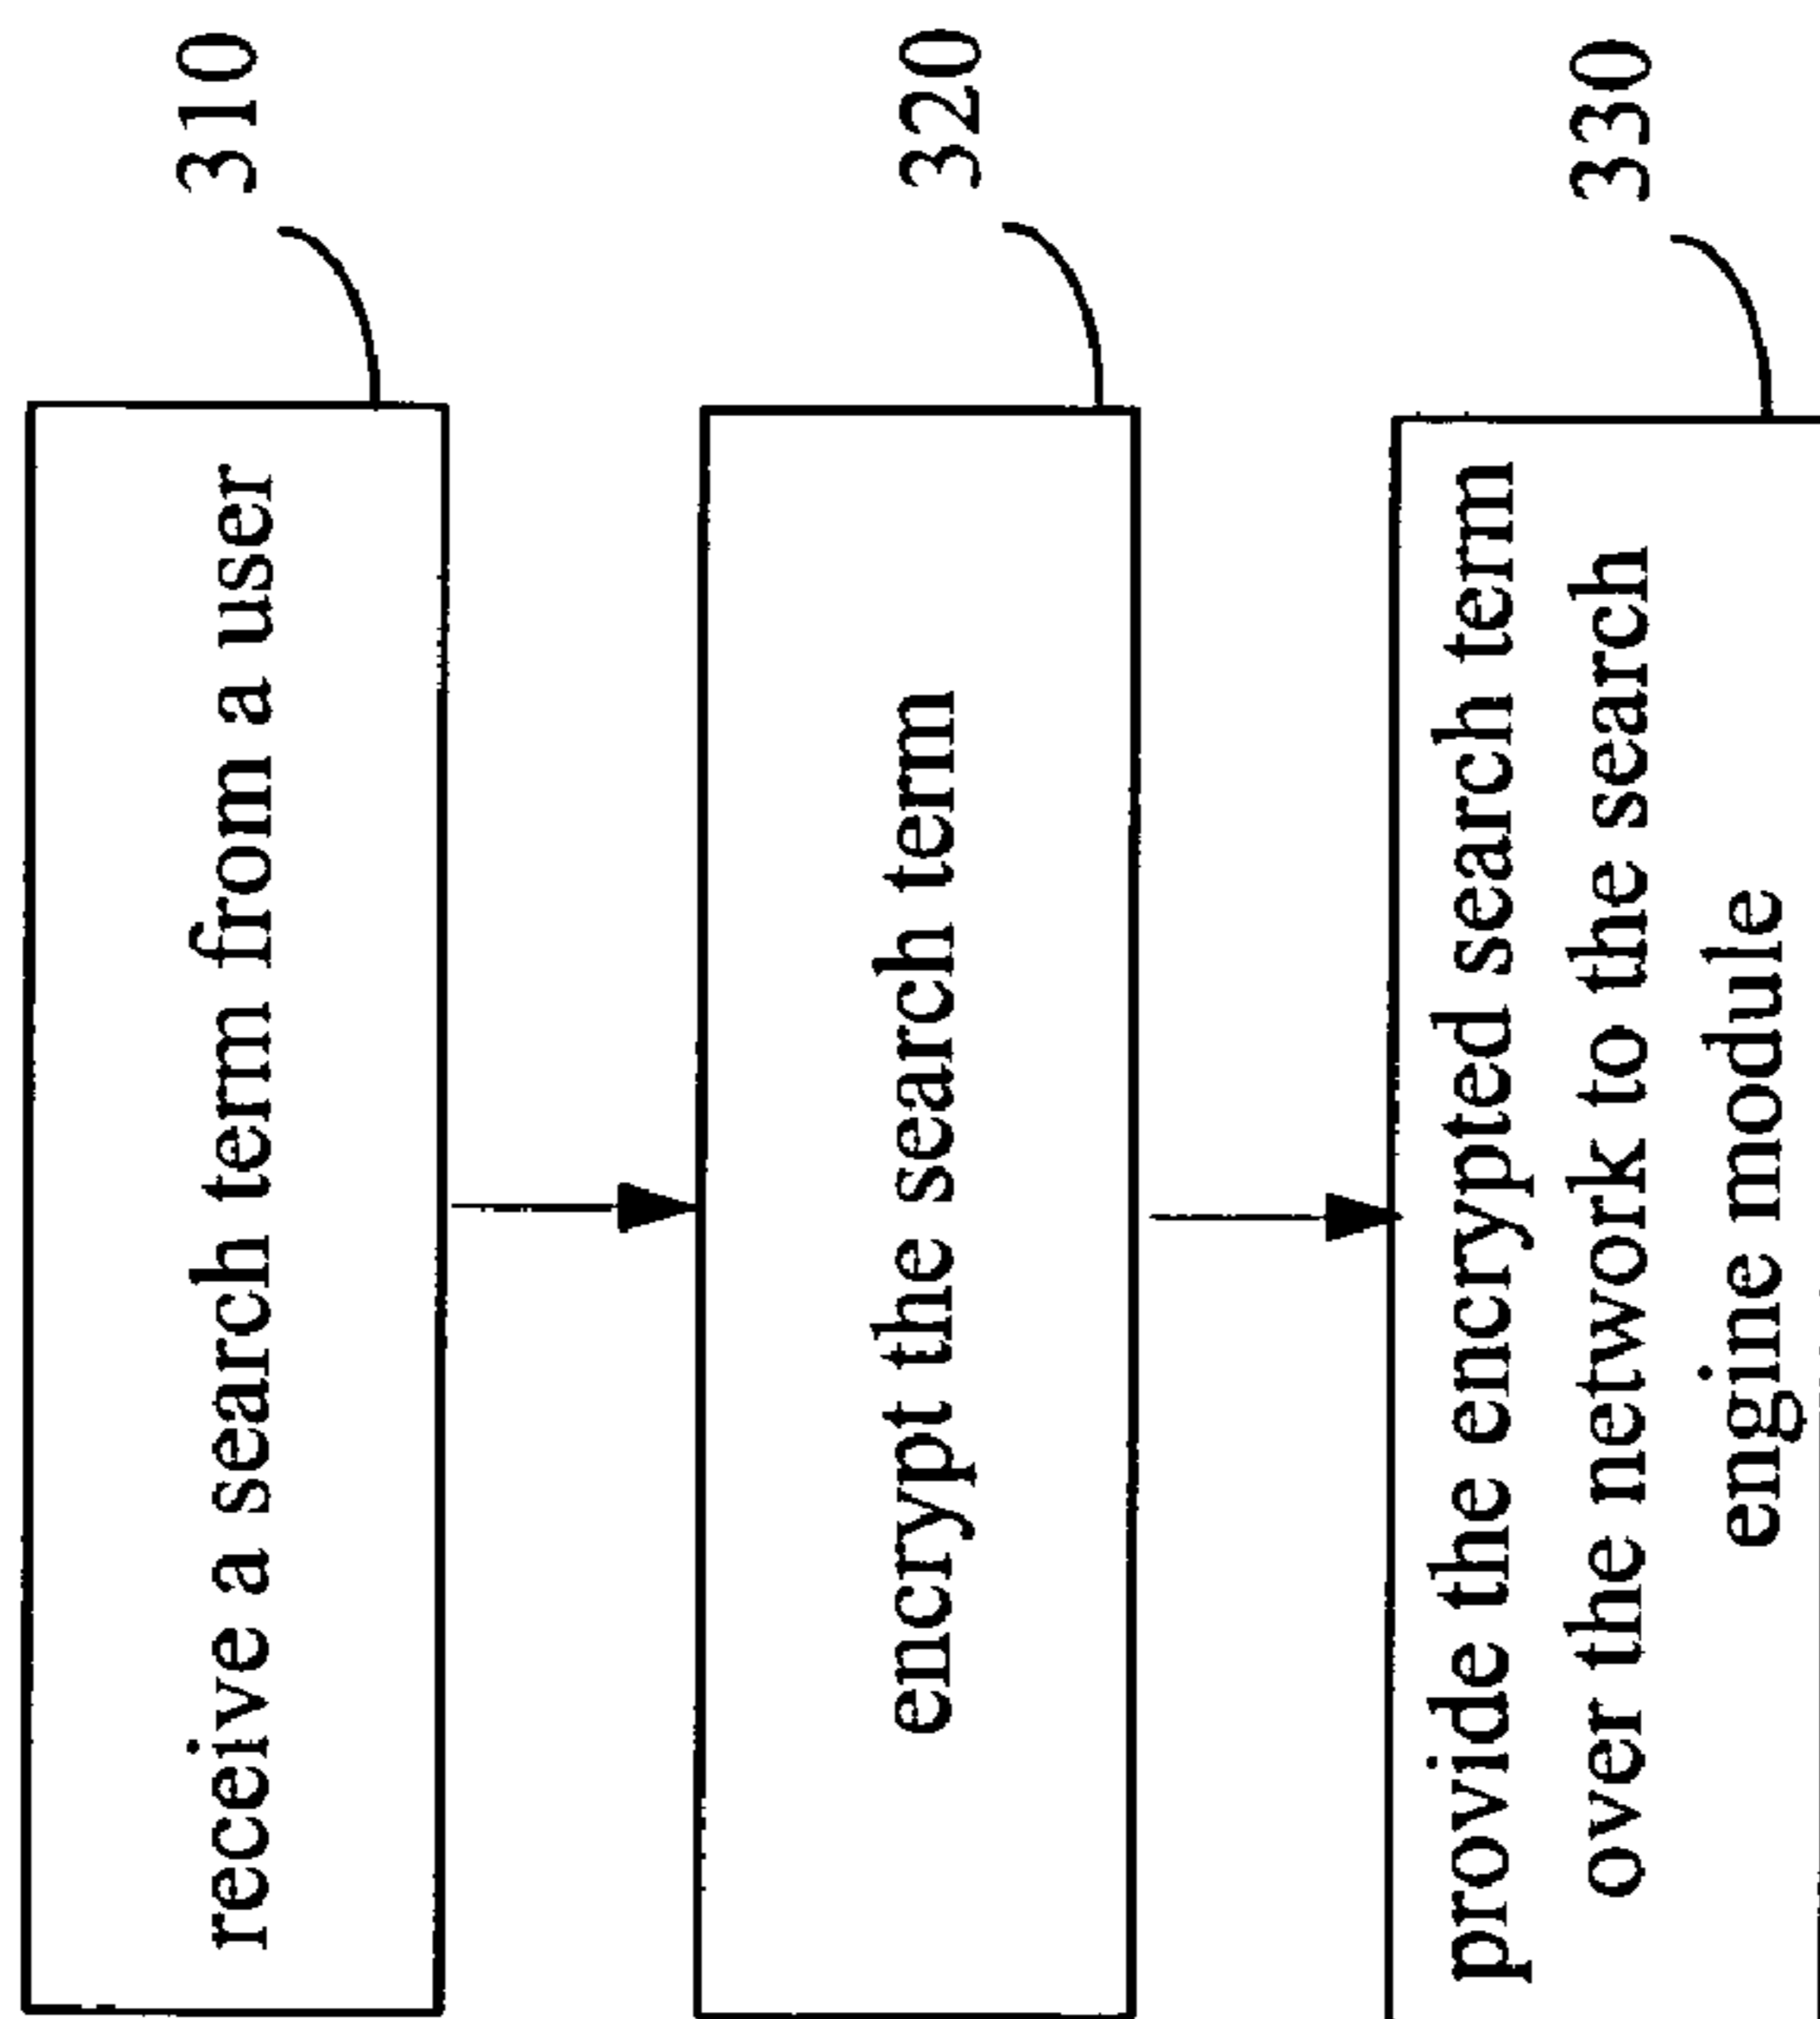 receive a search term from a user
310
encrypt the search term
320
provide the encrypted search term
over the network to the search
engine module
330